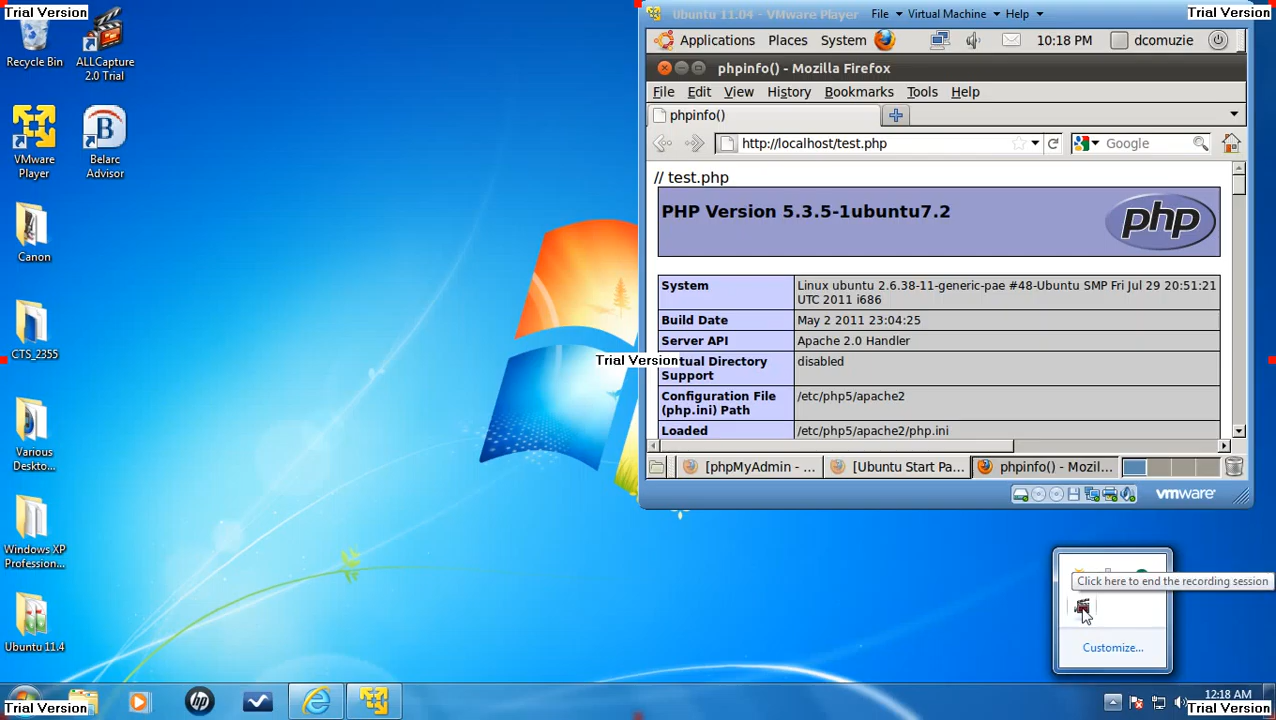 Trial Version
Recycle Bin
ALLCapture
2.0 Trial
VMware
Player
Belarc
Advisor
Canon
CTS_2355
Various
Deskto...
Windows XP
Profession...
Ubuntu 11.4
Ubuntu 11.04 - VMware Player
File
Virtual Machine
Help
Trial Version
Applications
Places
System
10:18 PM
dcomuzie
phpinfo() - Mozilla Firefox
File
Edit
View
History
Bookmarks
Tools
Help
phpinfo()
http://localhost/test.php
Google
// test.php
PHP Version 5.3.5-1ubuntu7.2
php
System
Linux ubuntu 2.6.38-11-generic-pae #48-Ubuntu SMP Fri Jul 29 20:51:21
UTC 2011 i686
Build Date
May 2 2011 23:04:25
Server API
Apache 2.0 Handler
Trial Version
tual Directory
Support
disabled
Configuration File
(php.ini) Path
/etc/php5/apache2
Loaded
/etc/php5/apache2/php.ini
[phpMyAdmin - ...
[Ubuntu Start Pa...
phpinfo() - Mozil...
vmware
Click here to end the recording session
Customize...
hp
12:18 AM
Trial Version
Trial Version